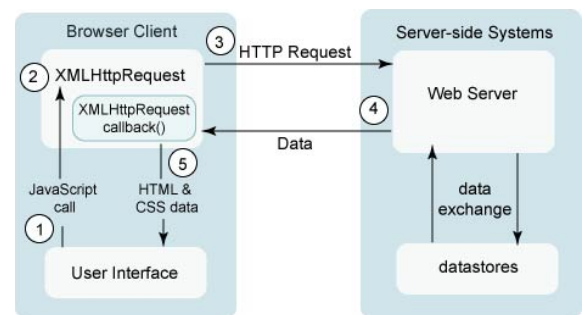 Browser Client
Server-side Systems
3
HTTP Request
2
XMLHttpRequest
Web Server
XMLHttpRequest
callback()
4
Data
5
JavaScript
call
HTML &
CSS data
data
exchange
1
User Interface
datastores